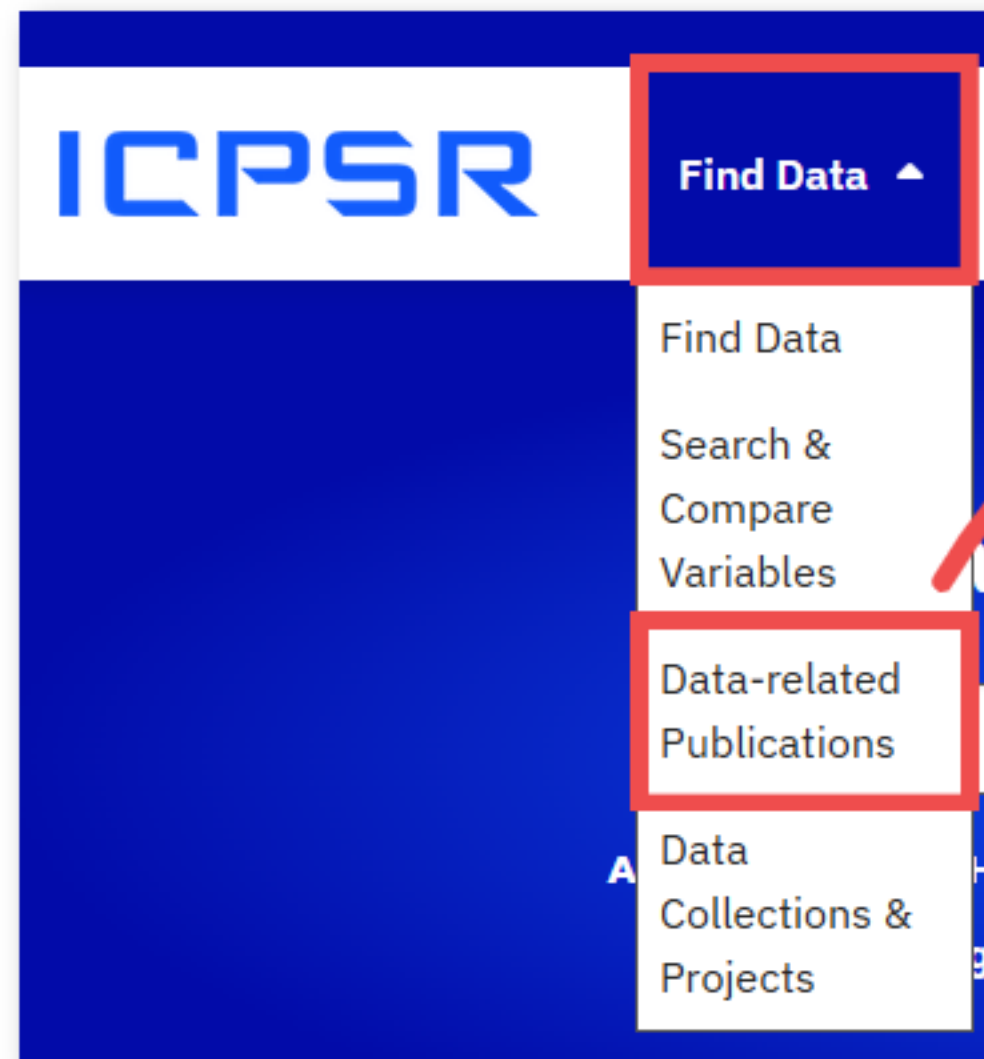 ICPSR
Find Data
Find Data
Search &
Compare
Variables
Data-related
Publications
Data
Collections &
Projects